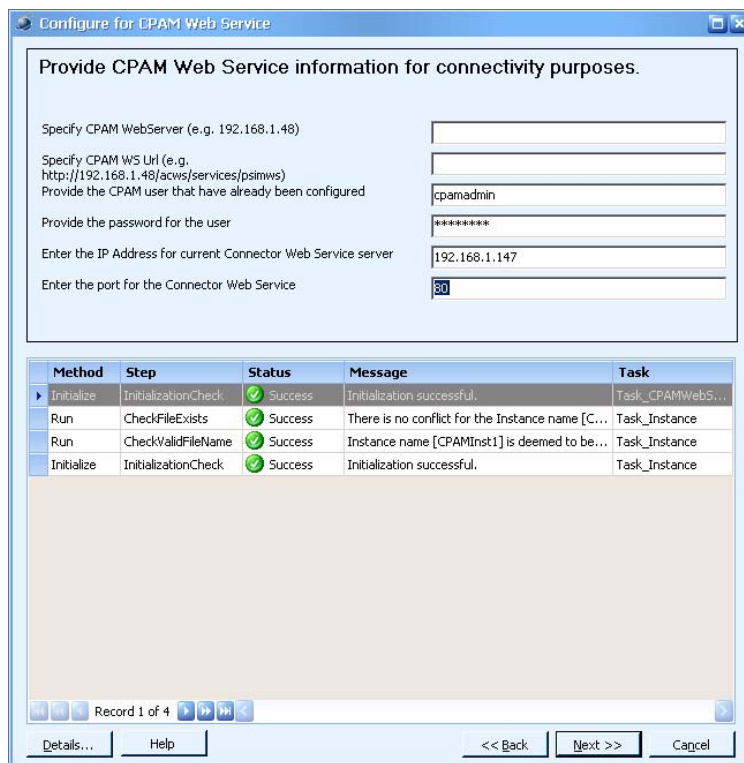 Configure for CPAM Web Service
Provide CPAM Web Service information for connectivity purposes.
Specify CPAM WebServer (e.g. 192.168.1.48)
Specify CPAM WS Url (e.g.
http://192.168.1.48/acws/services/psimws)
Provide the CPAM user that have already been configured
cpamadmin
Provide the password for the user
********
Enter the IP Address for current Connector Web Service server
192.168.1.147
Enter the port for the Connector Web Service
80
Method Step Status Message Task
Initialize InitializationCheck Success Initialization successful. Task_CPAMWebS...
Run CheckFileExists Success There is no conflict for the Instance name [C... Task_Instance
Run CheckValidFileName Success Instance name [CPAMInst1] is deemed to be... Task_Instance
Initialize InitializationCheck Success Initialization successful. Task_Instance
Record 1 of 4
Details... Help << Back Next >> Cancel